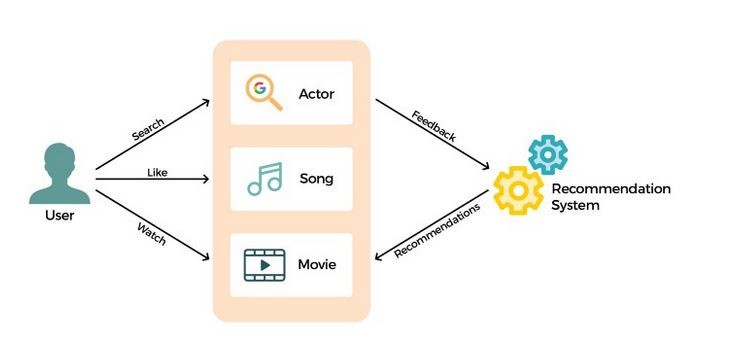 Search
Like
Watch
User
Actor
Song
Movie
Feedback
Recommendations
Recommendation
System